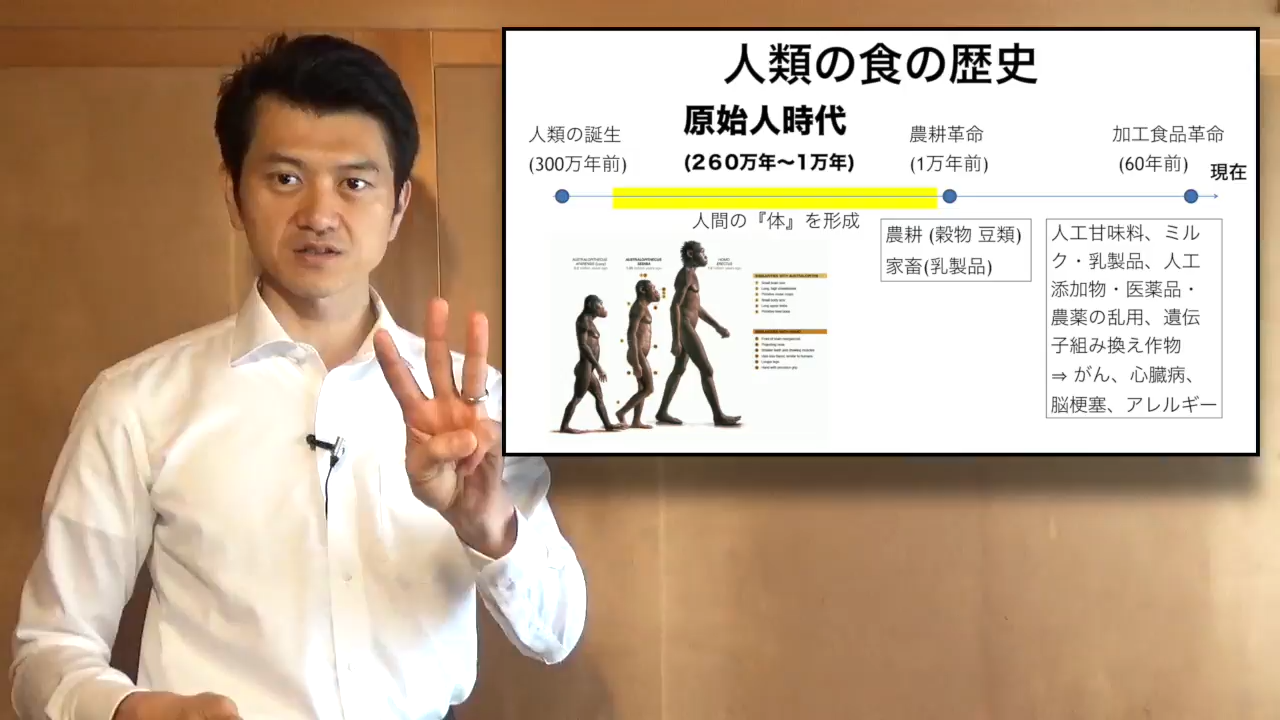 人類の食の歴史
原始人時代
(260万年〜1万年)
人類の誕生
(300万年前)
農耕革命
(1万年前)
加工食品革命
(60年前)
現在
人間の『体』を形成
農耕 (穀物 豆類)
家畜(乳製品)
人工甘味料、ミル
ク・乳製品、人工
添加物・医薬品・
農薬の乱用、遺伝
子組み換え作物
⇒ がん、心臓病、
脳梗塞、アレルギー